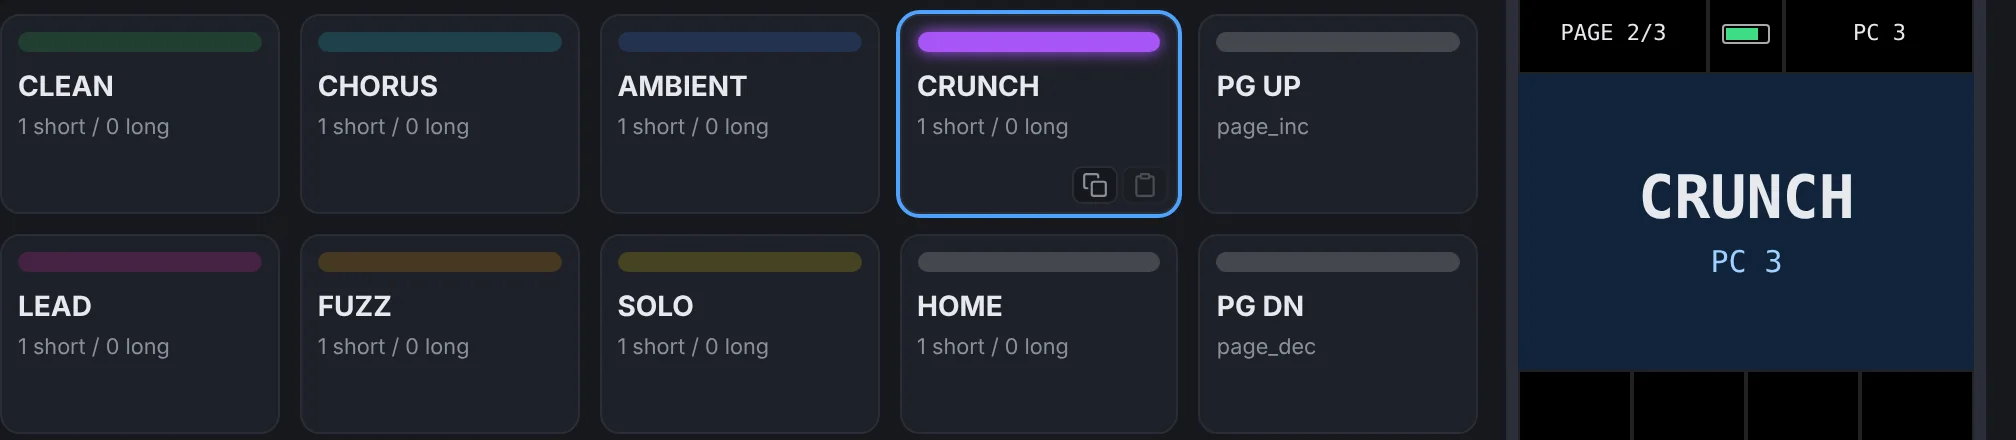 CLEAN
1 short / 0 long
CHORUS
1 short / 0 long
AMBIENT
1 short / 0 long
CRUNCH
1 short / 0 long
PG UP
page_inc
LEAD
1 short / 0 long
FUZZ
1 short / 0 long
SOLO
1 short / 0 long
HOME
1 short / 0 long
PG DN
page_dec
PAGE 2/3
PC 3
CRUNCH
PC 3